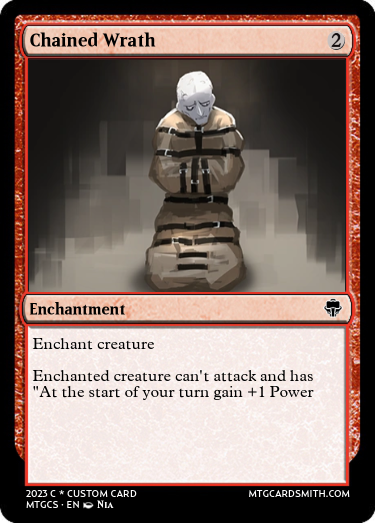 Chained Wrath 2
Enchantment
Enchant creature
Enchanted creature can't attack and has
"At the start of your turn gain +1 Power
2023 C * CUSTOM CARD MTGCARDSMITH.COM
MTGCS · EN NIA